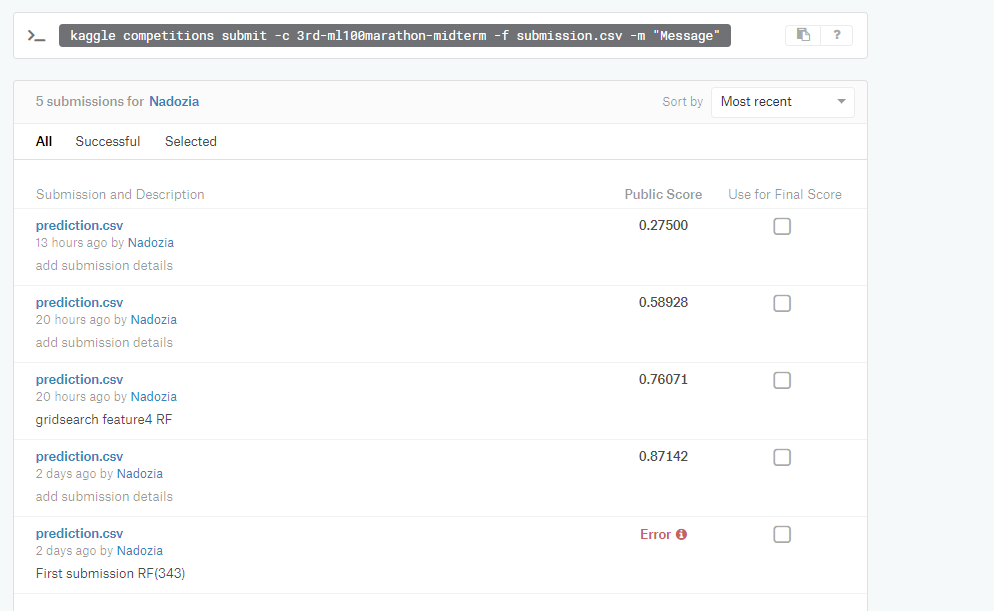 >_ kaggle competitions submit -c 3rd-ml100marathon-midterm -f submission.csv -m "Message" ?
5 submissions for Nadozia Sort by Most recent
All Successful Selected
Submission and Description Public Score Use for Final Score
prediction.csv 0.27500
13 hours ago by Nadozia
add submission details
prediction.csv 0.58928
20 hours ago by Nadozia
add submission details
prediction.csv 0.76071
20 hours ago by Nadozia
gridsearch feature4 RF
prediction.csv 0.87142
2 days ago by Nadozia
add submission details
prediction.csv Error
2 days ago by Nadozia
First submission RF(343)